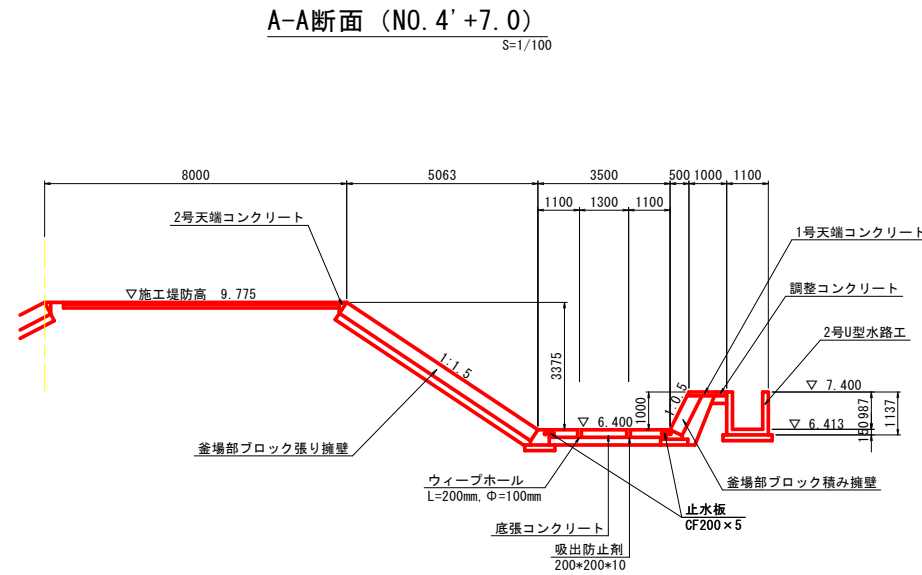 A-A断面 (NO.4'+7.0)
S=1/100
8000
5063
3500
500
1000
1100
1100
1300
1100
2号天端コンクリート
1号天端コンクリート
▽施工堤防高 9.775
調整コンクリート
2号U型水路工
1:1.5
3375
1000
1:0.5
▽ 7.400
▽ 6.400
▽ 6.413
987
150
1137
釜場部ブロック張り擁壁
ウィープホール
L=200mm, Φ=100mm
釜場部ブロック積み擁壁
止水板
CF200×5
底張コンクリート
吸出防止剤
200*200*10